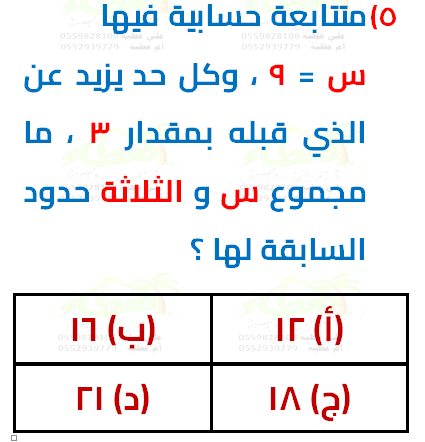 ٥) متتابعة حسابية فيها
س = ٩ ، وكل حد يزيد عن
الذي قبله بمقدار ٣ ، ما
مجموع س و الثلاثة حدود
السابقة لها ؟
(أ) ١٢
(ب) ١٦
(ج) ١٨
(د) ٢١